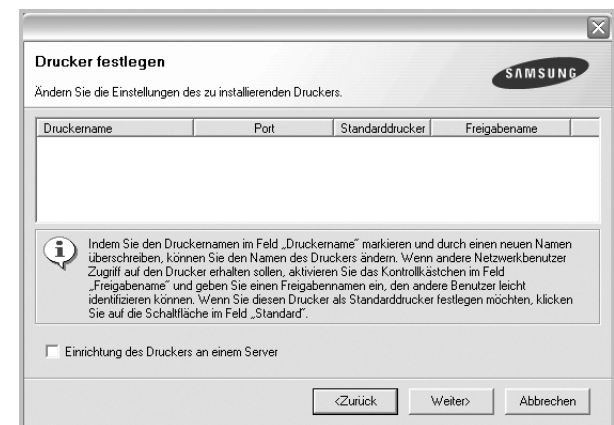 Drucker festlegen
SAMSUNG
Ändern Sie die Einstellungen des zu installierenden Druckers.
Druckername Port Standarddrucker Freigabename
Indem Sie den Druckernamen im Feld „Druckername" markieren und durch einen neuen Namen
überschreiben, können Sie den Namen des Druckers ändern. Wenn andere Netzwerkbenutzer
Zugriff auf den Drucker erhalten sollen, aktivieren Sie das Kontrollkästchen im Feld
„Freigabename" und geben Sie einen Freigabennamen ein, den andere Benutzer leicht
identifizieren können. Wenn Sie diesen Drucker als Standarddrucker festlegen möchten, klicken
Sie auf die Schaltfläche im Feld „Standard".
Einrichtung des Druckers an einem Server
<Zurück Weiter> Abbrechen